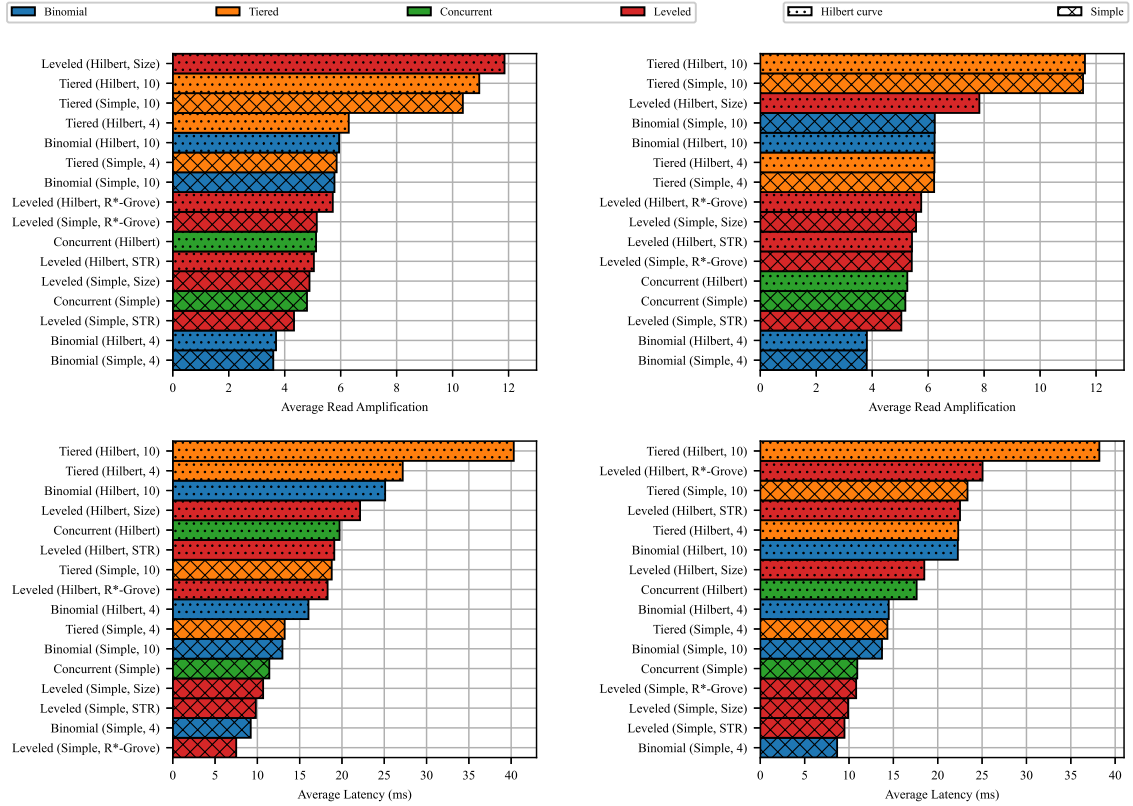 Binomial Tiered Concurrent Leveled Hilbert curve Simple
Leveled (Hilbert, Size)
Tiered (Hilbert, 10)
Tiered (Simple, 10)
Tiered (Hilbert, 4)
Binomial (Hilbert, 10)
Tiered (Simple, 4)
Binomial (Simple, 10)
Leveled (Hilbert, R*-Grove)
Leveled (Simple, R*-Grove)
Concurrent (Hilbert)
Leveled (Hilbert, STR)
Leveled (Simple, Size)
Concurrent (Simple)
Leveled (Simple, STR)
Binomial (Hilbert, 4)
Binomial (Simple, 4)
0 2 4 6 8 10 12
Average Read Amplification
Tiered (Hilbert, 10)
Tiered (Simple, 10)
Leveled (Hilbert, Size)
Binomial (Simple, 10)
Binomial (Hilbert, 10)
Tiered (Hilbert, 4)
Tiered (Simple, 4)
Leveled (Hilbert, R*-Grove)
Leveled (Simple, Size)
Leveled (Hilbert, STR)
Leveled (Simple, R*-Grove)
Concurrent (Hilbert)
Concurrent (Simple)
Leveled (Simple, STR)
Binomial (Hilbert, 4)
Binomial (Simple, 4)
0 2 4 6 8 10 12
Average Read Amplification
Tiered (Hilbert, 10)
Tiered (Hilbert, 4)
Binomial (Hilbert, 10)
Leveled (Hilbert, Size)
Concurrent (Hilbert)
Leveled (Hilbert, STR)
Tiered (Simple, 10)
Leveled (Hilbert, R*-Grove)
Binomial (Hilbert, 4)
Tiered (Simple, 4)
Binomial (Simple, 10)
Concurrent (Simple)
Leveled (Simple, Size)
Leveled (Simple, STR)
Binomial (Simple, 4)
Leveled (Simple, R*-Grove)
0 5 10 15 20 25 30 35 40
Average Latency (ms)
Tiered (Hilbert, 10)
Leveled (Hilbert, R*-Grove)
Tiered (Simple, 10)
Leveled (Hilbert, STR)
Tiered (Hilbert, 4)
Binomial (Hilbert, 10)
Leveled (Hilbert, Size)
Concurrent (Hilbert)
Binomial (Hilbert, 4)
Tiered (Simple, 4)
Binomial (Simple, 10)
Concurrent (Simple)
Leveled (Simple, R*-Grove)
Leveled (Simple, Size)
Leveled (Simple, STR)
Binomial (Simple, 4)
0 5 10 15 20 25 30 35 40
Average Latency (ms)